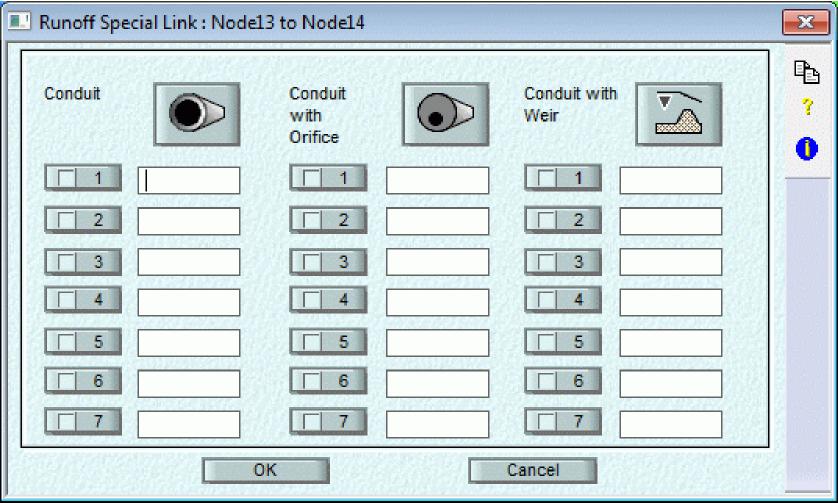 Runoff Special Link : Node13 to Node14
Conduit
Conduit
with
Orifice
Conduit with
Weir
1 1 1
2 2 2
3 3 3
4 4 4
5 5 5
6 6 6
7 7 7
OK Cancel